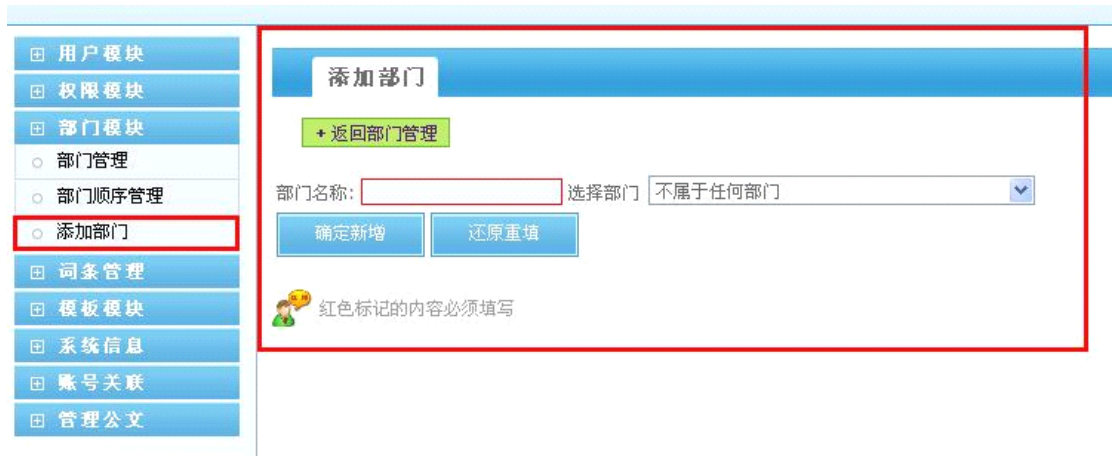 用户模块
权限模块
部门模块
部门管理
部门顺序管理
添加部门
词条管理
模板模块
系统信息
账号关联
管理公文
添加部门
+返回部门管理
部门名称: 选择部门 不属于任何部门
确定新增 还原重填
红色标记的内容必须填写